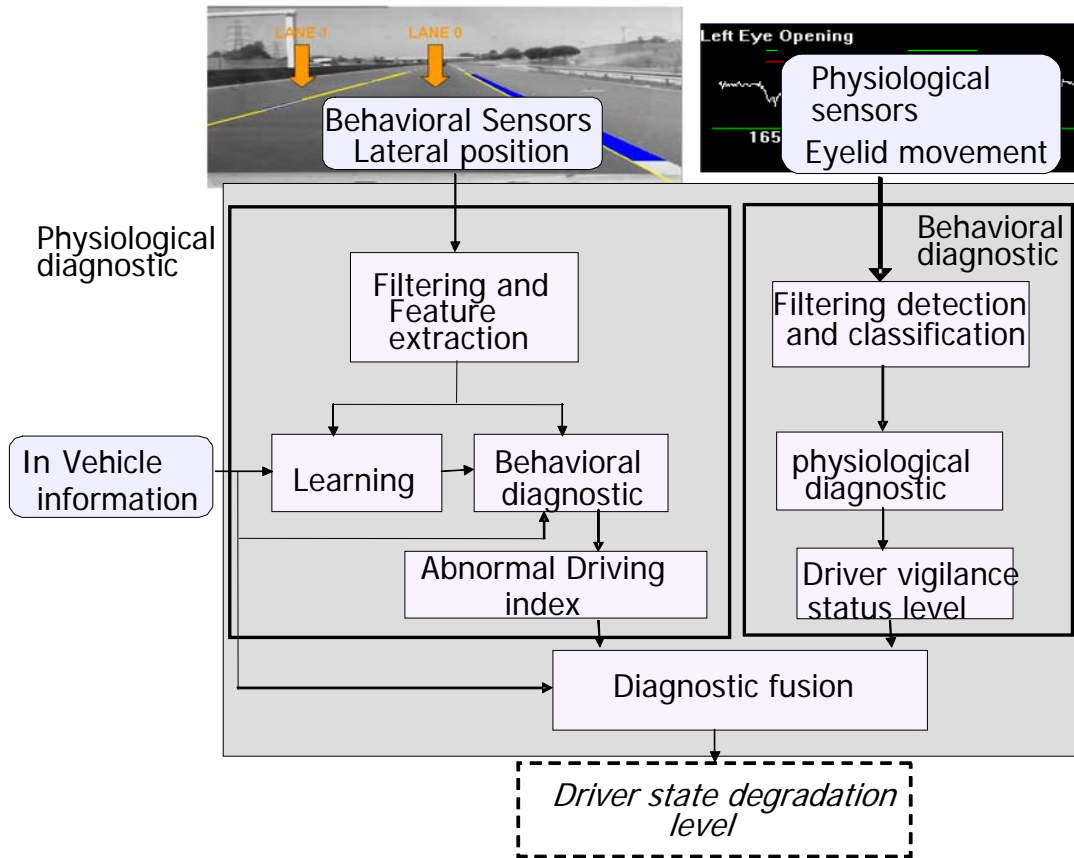 LANE-1
LANE 0
Left Eye Opening
Behavioral Sensors
Lateral position
Physiological
sensors
Eyelid movement
165
Physiological
diagnostic
Behavioral
diagnostic
Filtering and
Feature
extraction
Filtering detection
and classification
In Vehicle
information
Learning
Behavioral
diagnostic
physiological
diagnostic
Abnormal Driving
index
Driver vigilance
status level
Diagnostic fusion
Driver state degradation
level